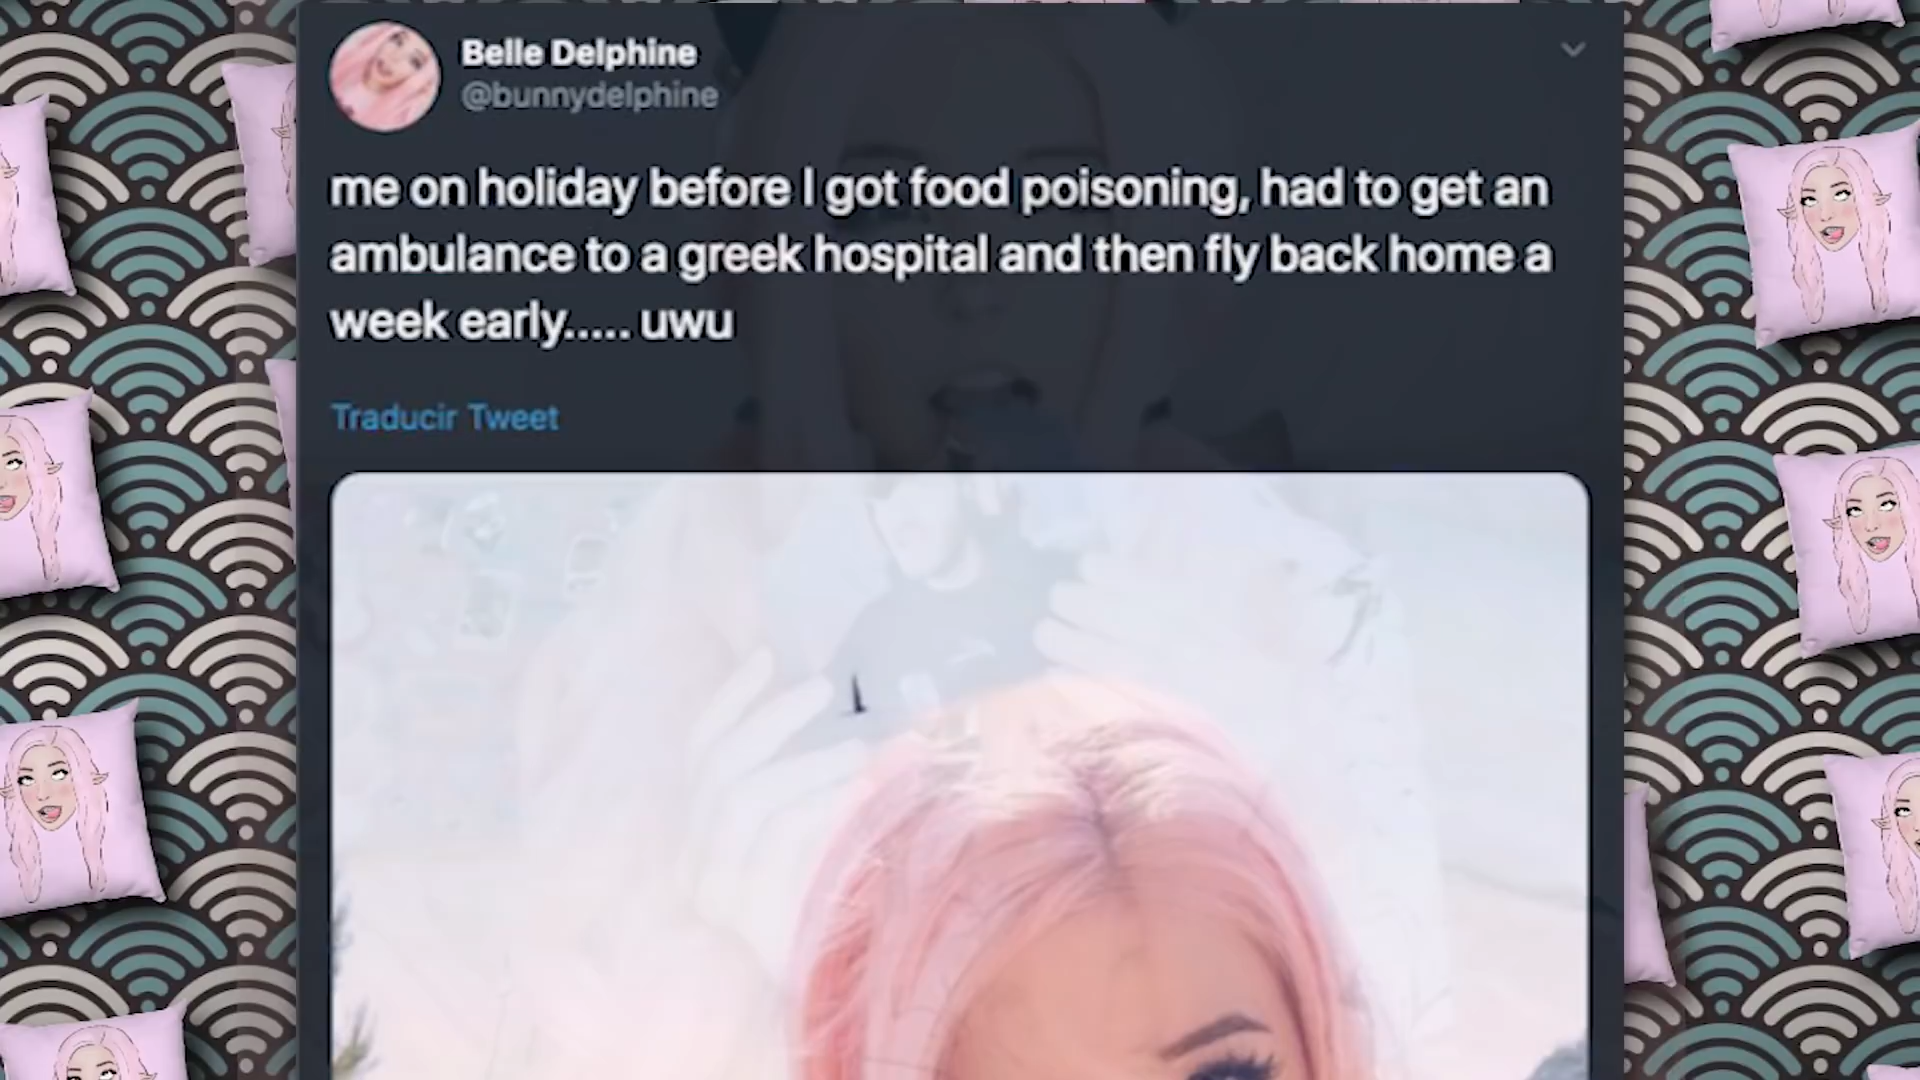 Belle Delphine
@bunnydelphine
me on holiday before I got food poisoning, had to get an
ambulance to a greek hospital and then fly back home a
week early..... uwu
Traducir Tweet